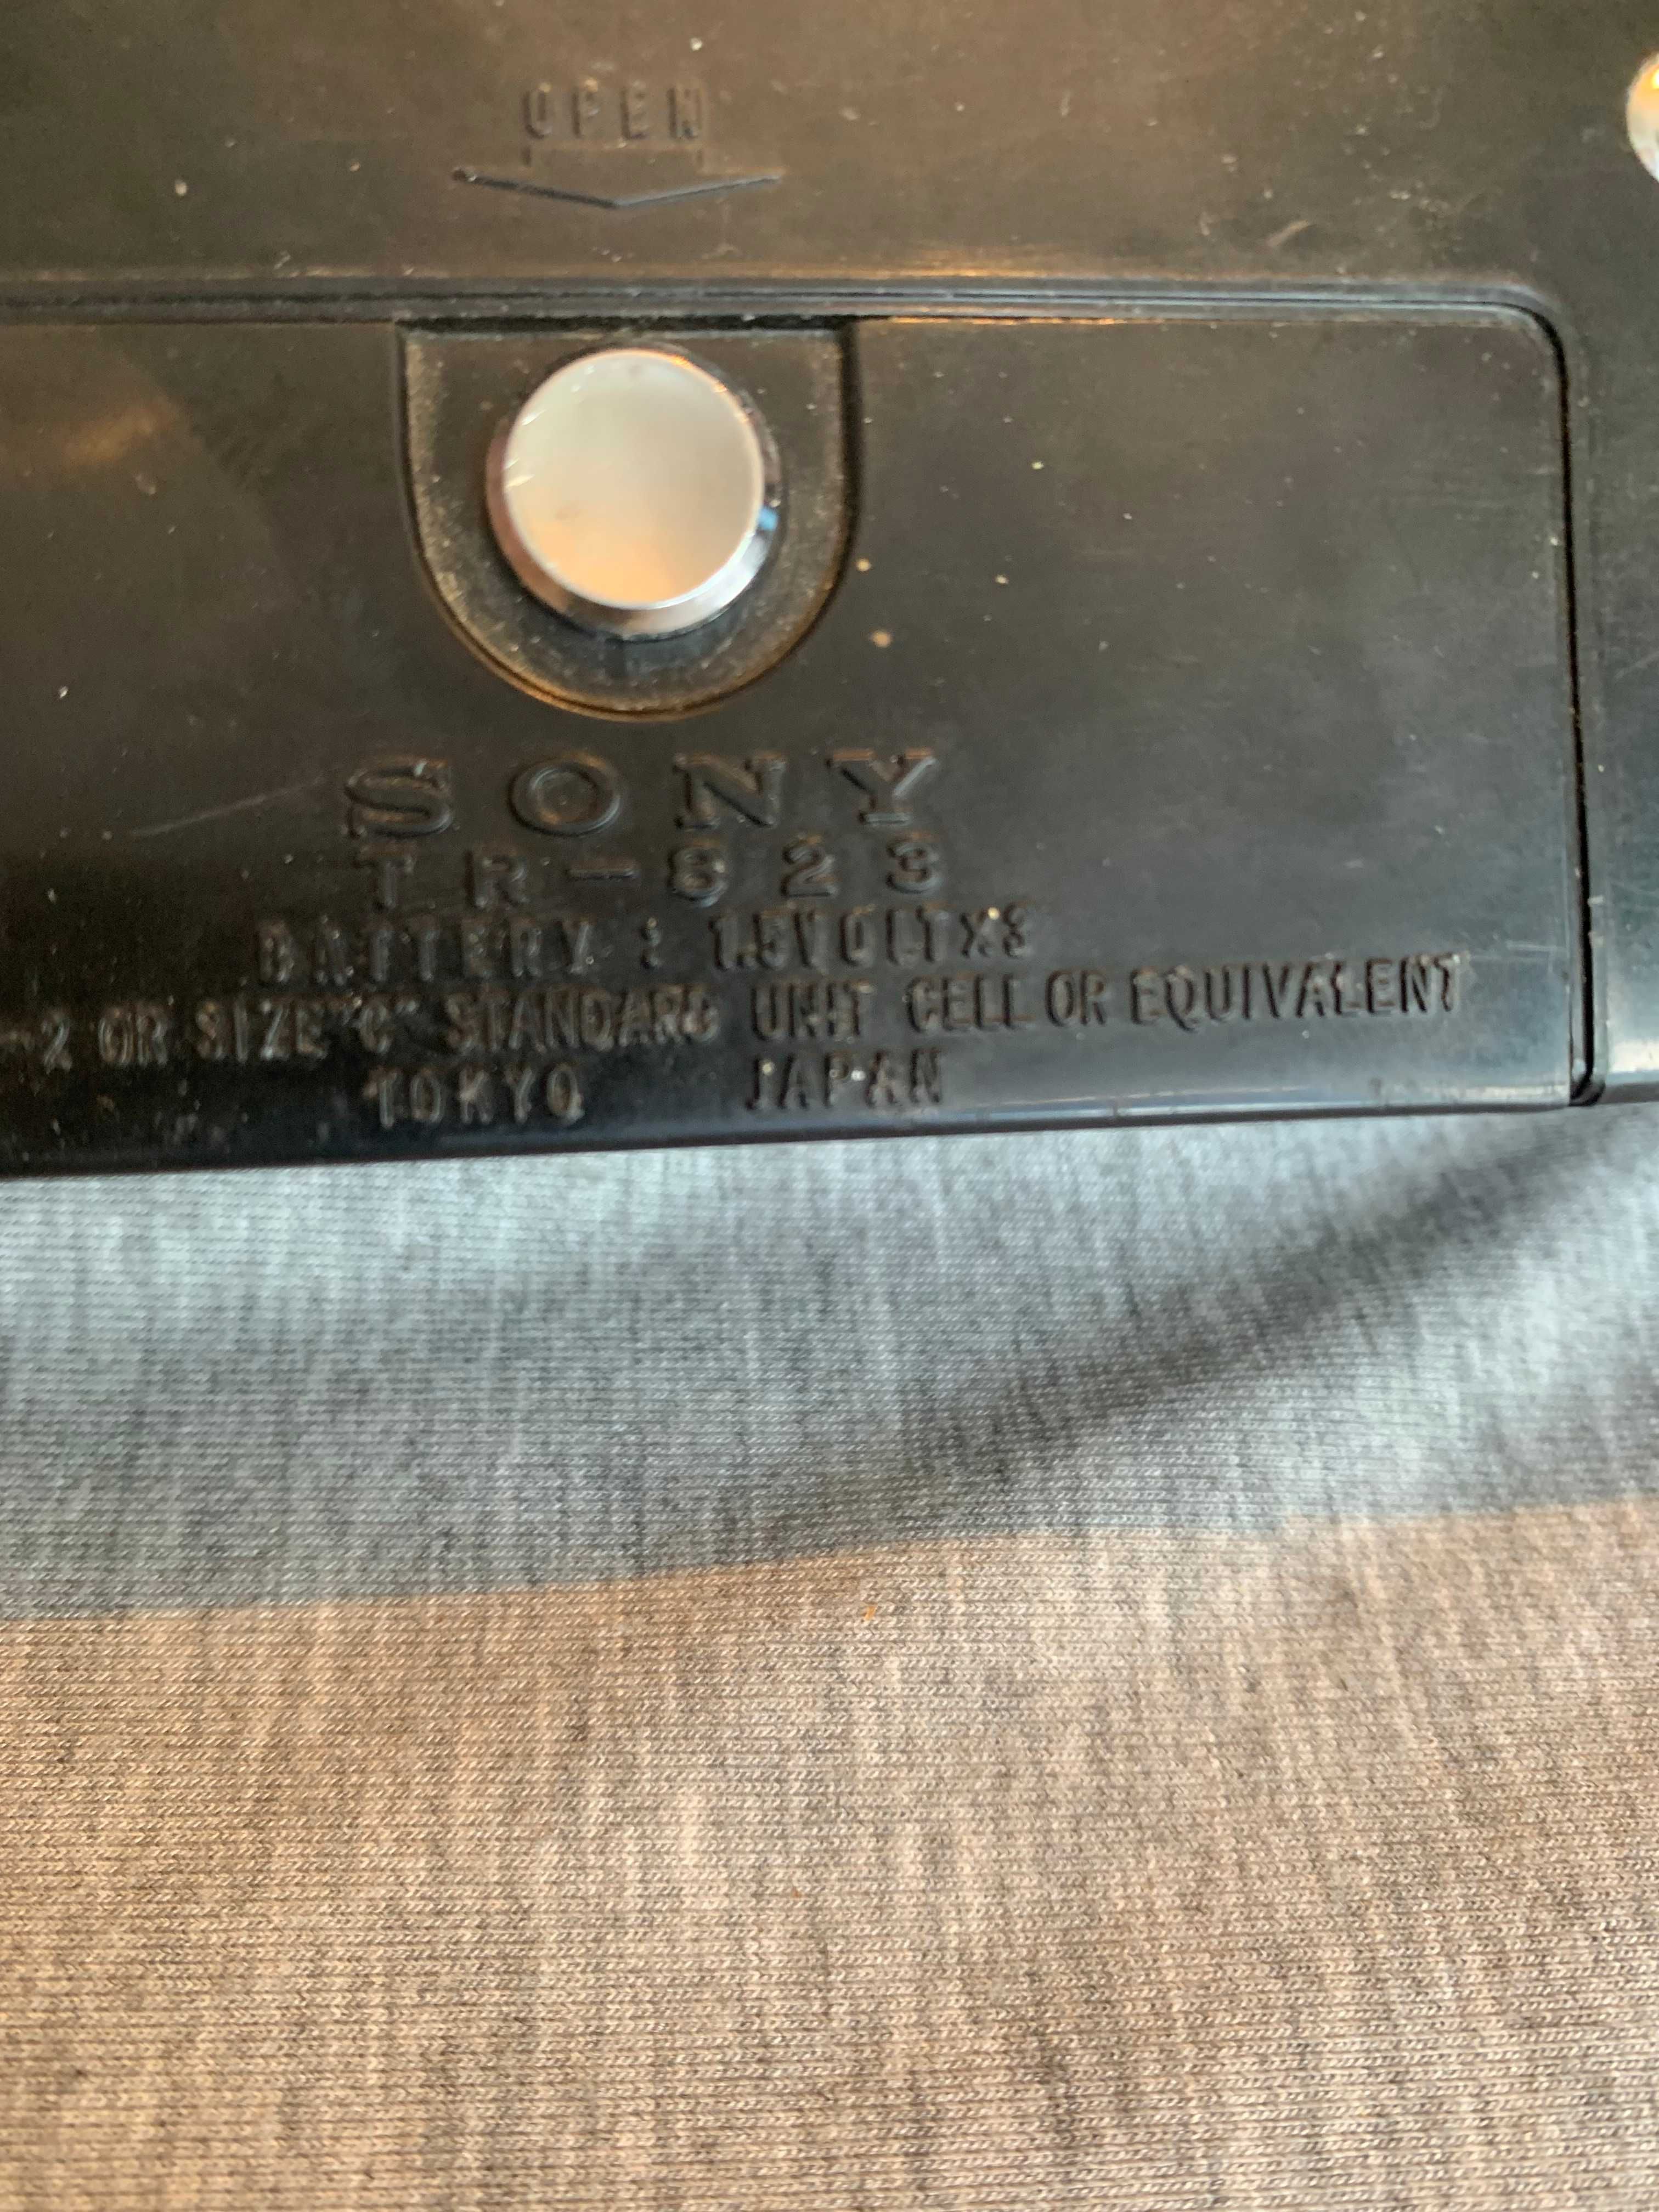 OPEN
SONY
TR-823
BATTERY : 1.5VOLT×3
-2 OR SIZE "C" STANDARD UNIT CELL OR EQUIVALENT
TOKYO JAPAN